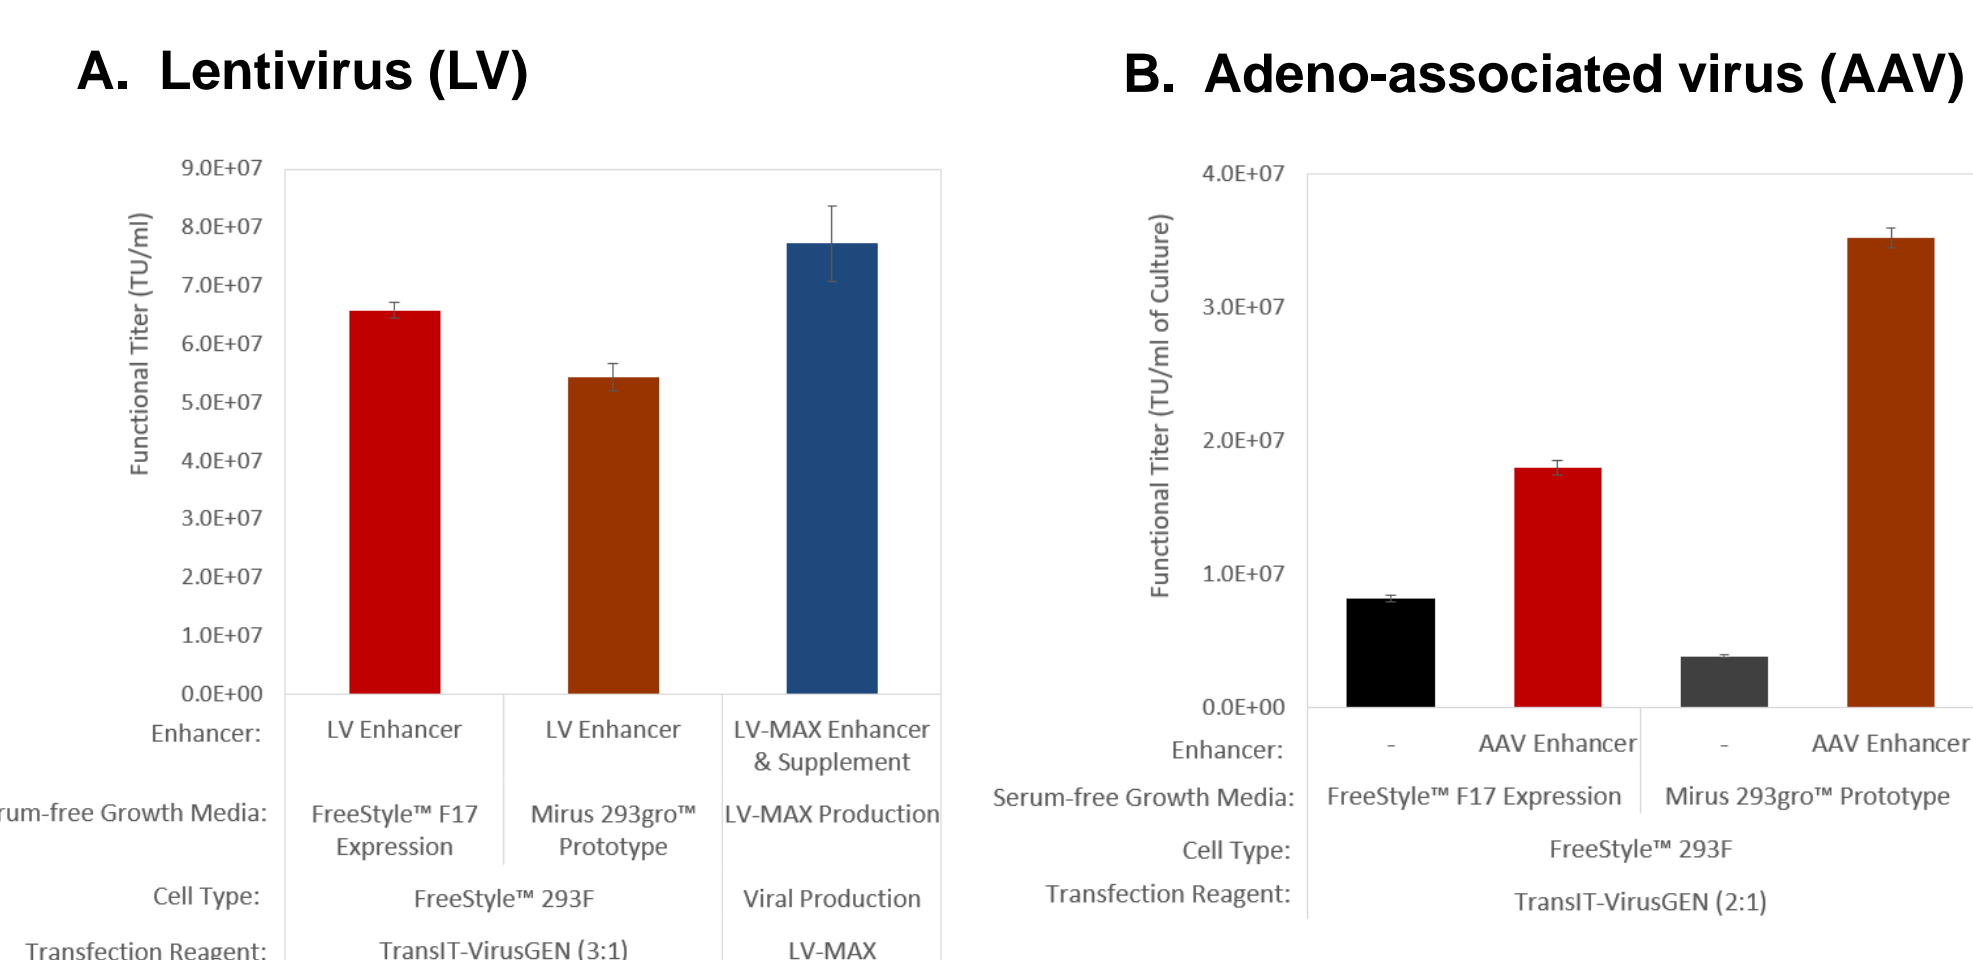 A. Lentivirus (LV)
B. Adeno-associated virus (AAV)
Functional Titer (TU/ml)
9.0E+07
8.0E+07
7.0E+07
6.0E+07
5.0E+07
4.0E+07
3.0E+07
2.0E+07
1.0E+07
0.0E+00
Enhancer:
LV Enhancer
LV Enhancer
LV-MAX Enhancer
& Supplement
rum-free Growth Media:
FreeStyle™ F17
Expression
Mirus 293gro™
Prototype
LV-MAX Production
Cell Type:
FreeStyle™ 293F
Viral Production
Transfection Reagent:
TransIT-VirusGEN (3:1)
LV-MAX
Functional Titer (TU/ml of Culture)
4.0E+07
3.0E+07
2.0E+07
1.0E+07
0.0E+00
Enhancer:
-
AAV Enhancer
-
AAV Enhancer
Serum-free Growth Media:
FreeStyle™ F17 Expression
Mirus 293gro™ Prototype
Cell Type:
FreeStyle™ 293F
Transfection Reagent:
TransIT-VirusGEN (2:1)